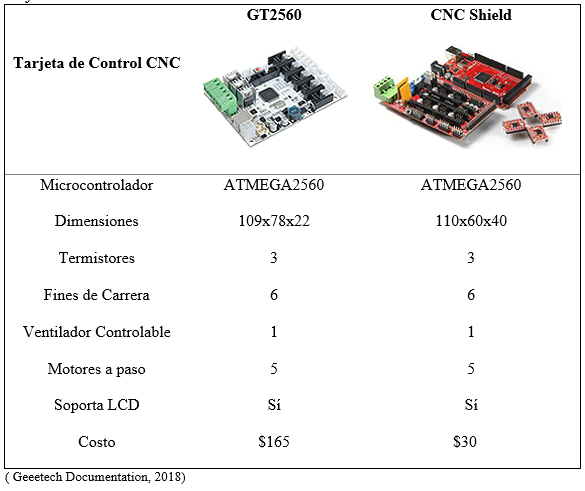 GT2560 CNC Shield
Tarjeta de Control CNC
Microcontrolador ATMEGA2560 ATMEGA2560
Dimensiones 109x78x22 110x60x40
Termistores 3 3
Fines de Carrera 6 6
Ventilador Controlable 1 1
Motores a paso 5 5
Soporta LCD Sí Sí
Costo $165 $30
( Geeetech Documentation, 2018)